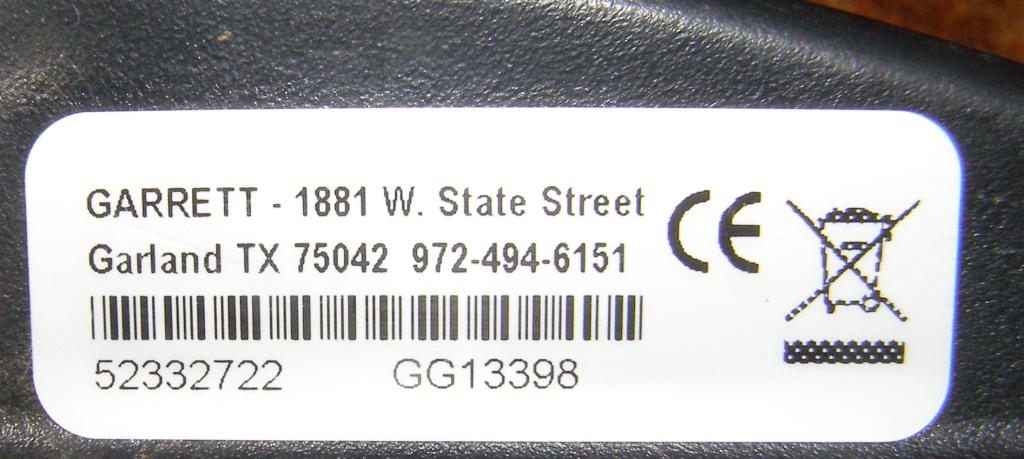 GARRETT - 1881 W. State Street
Garland TX 75042 972-494-6151
CE
52332722 GG13398